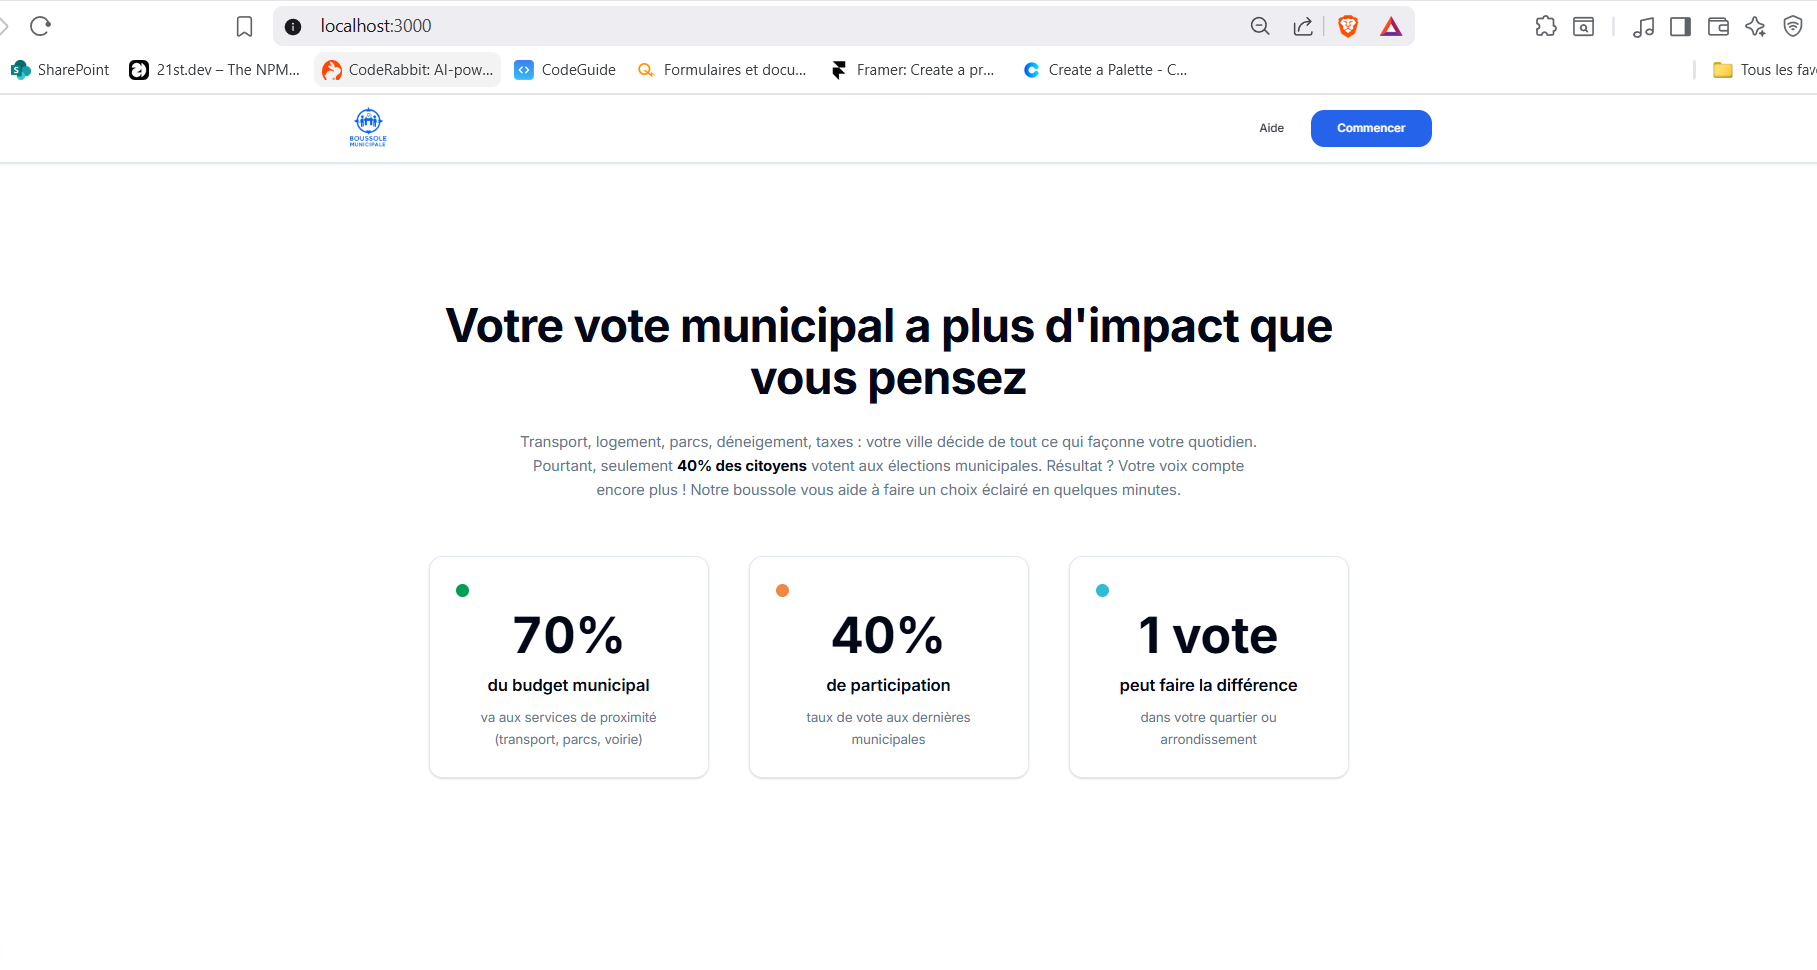 localhost:3000
SharePoint
21st.dev – The NPM...
CodeRabbit: AI-pow...
CodeGuide
Formulaires et docu...
Framer: Create a pr...
Create a Palette - C...
Tous les fav
BOUSSOLE
MUNICIPALE
Aide
Commencer
Votre vote municipal a plus d'impact que
vous pensez
Transport, logement, parcs, déneigement, taxes : votre ville décide de tout ce qui façonne votre quotidien.
Pourtant, seulement 40% des citoyens votent aux élections municipales. Résultat ? Votre voix compte
encore plus ! Notre boussole vous aide à faire un choix éclairé en quelques minutes.
70%
du budget municipal
va aux services de proximité
(transport, parcs, voirie)
40%
de participation
taux de vote aux dernières
municipales
1 vote
peut faire la différence
dans votre quartier ou
arrondissement